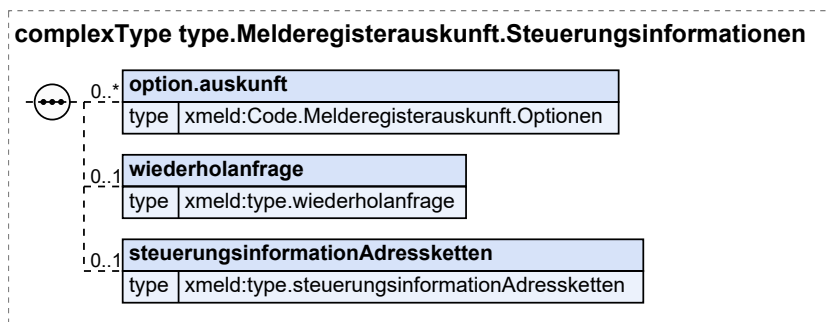 complexType type.Melderegisterauskunft.Steuerungsinformationen
0..* option.auskunft
type xmeld:Code.Melderegisterauskunft.Optionen
0..1 wiederholanfrage
type xmeld:type.wiederholanfrage
0..1 steuerungsinformationAdressketten
type xmeld:type.steuerungsinformationAdressketten